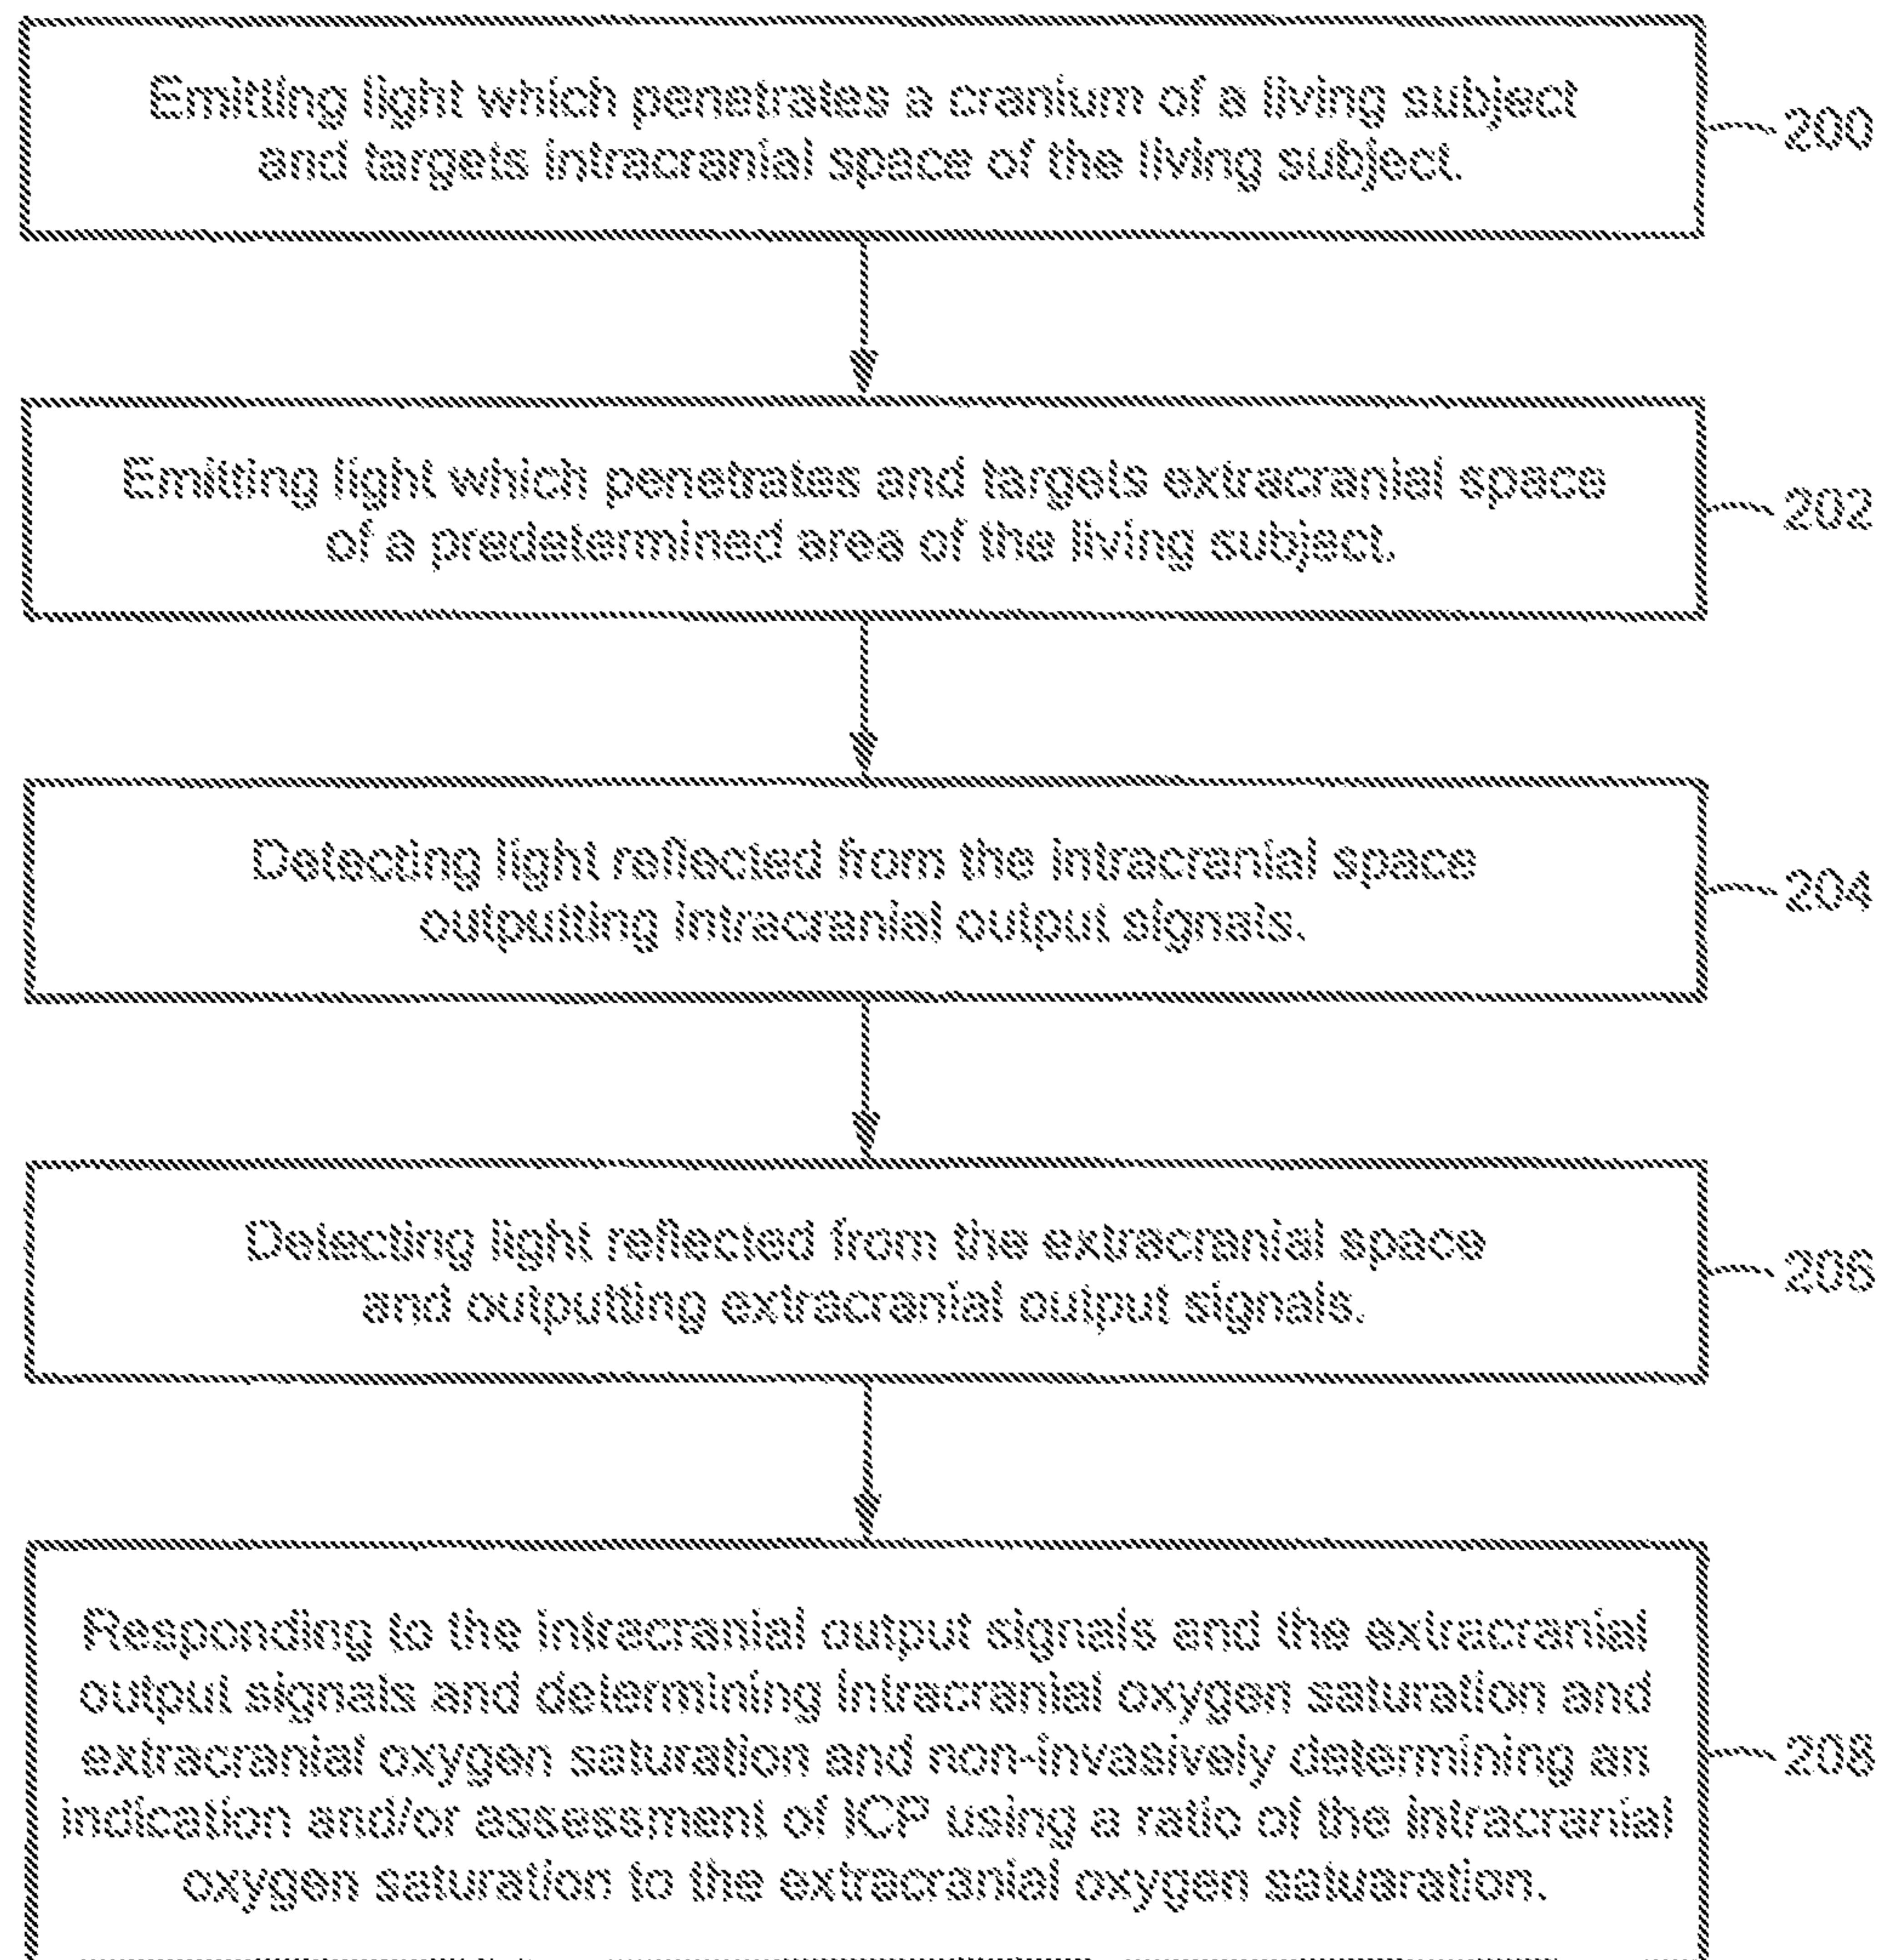 Emitting light which penetrates a cranium of a living subject
and targets intracranial space of the living subject.
200
Emitting light which penetrates and targets extracranial space
of a predetermined area of the living subject.
202
Detecting light reflected from the intracranial space
outputting intracranial output signals.
204
Detecting light reflected from the extracranial space
and outputting extracranial output signals.
206
Responding to the intracranial output signals and the extracranial
output signals and determining intracranial oxygen saturation and
extracranial oxygen saturation and non-invasively determining an
indication and/or assessment of ICP using a ratio of the intracranial
oxygen saturation to the extracranial oxygen satuaration.
208